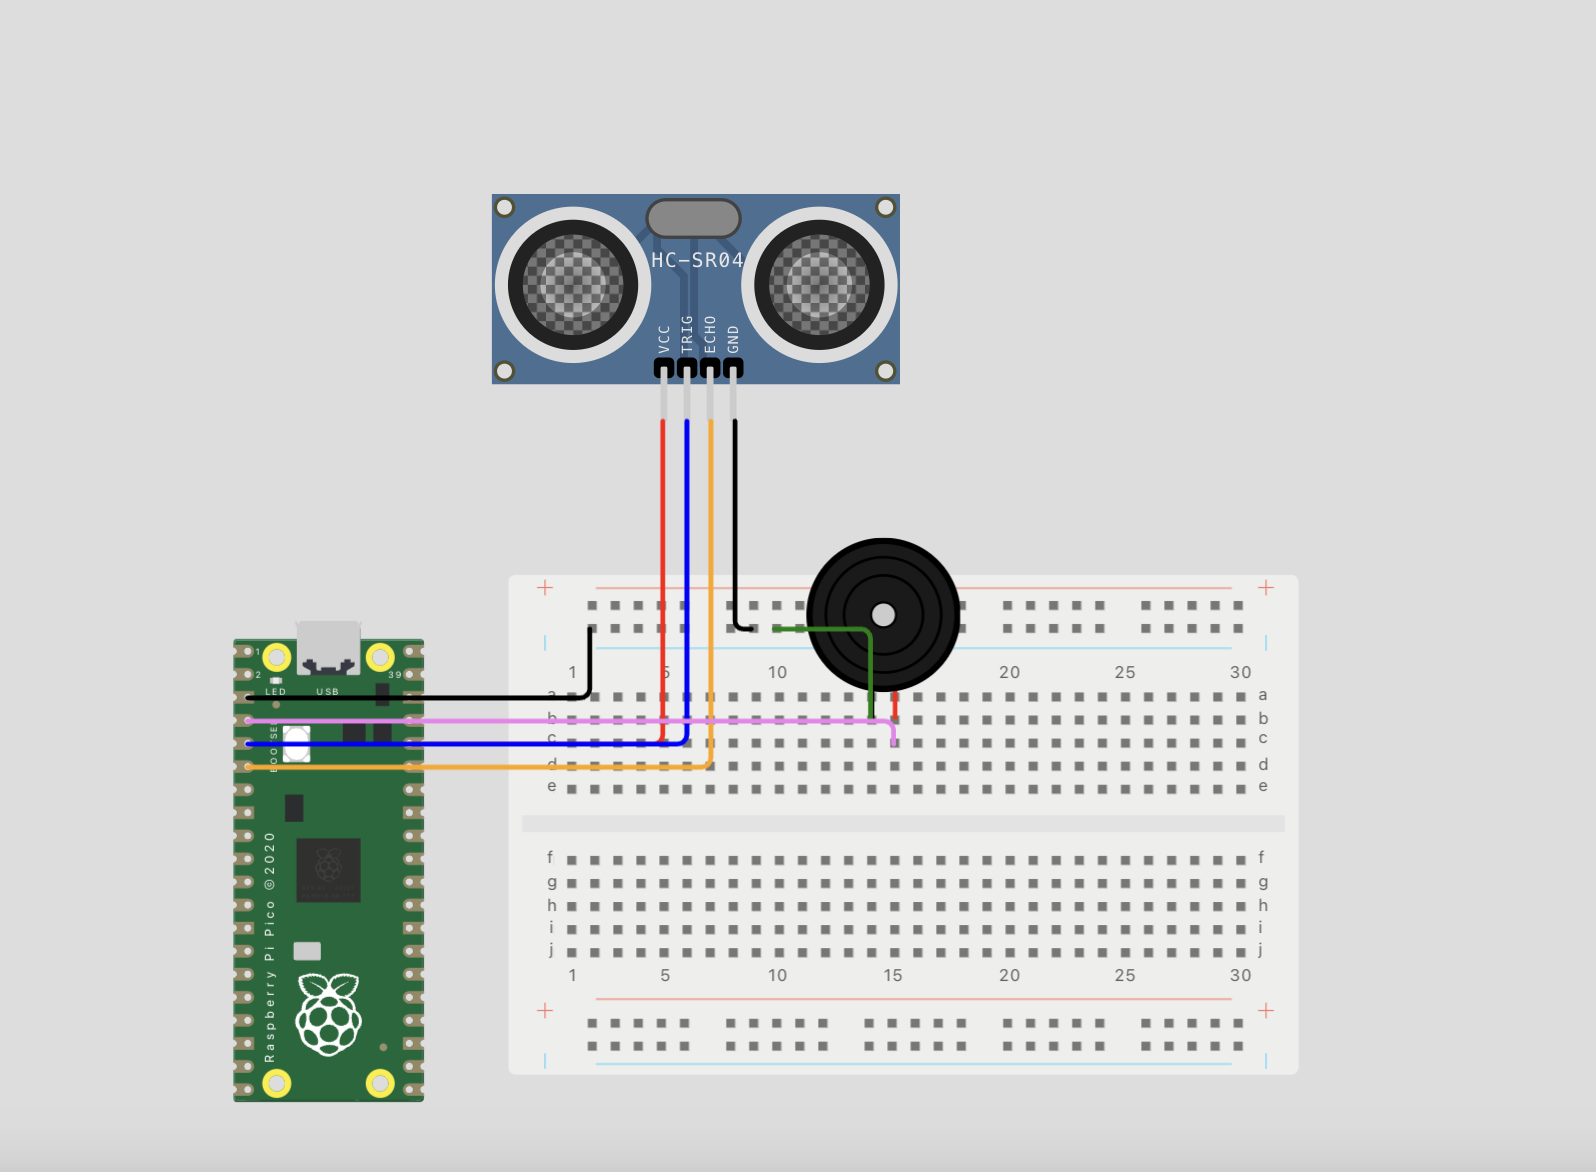 HC-SR04
VCC
TRIG
ECHO
GND
1
2
39
LED
USB
BOOTSEL
Raspberry Pi Pico ©2020
+ +
1 5 10 20 25 30
a a
b b
c c
d d
e e
f f
g g
h h
i i
j j
1 5 10 15 20 25 30
+ +